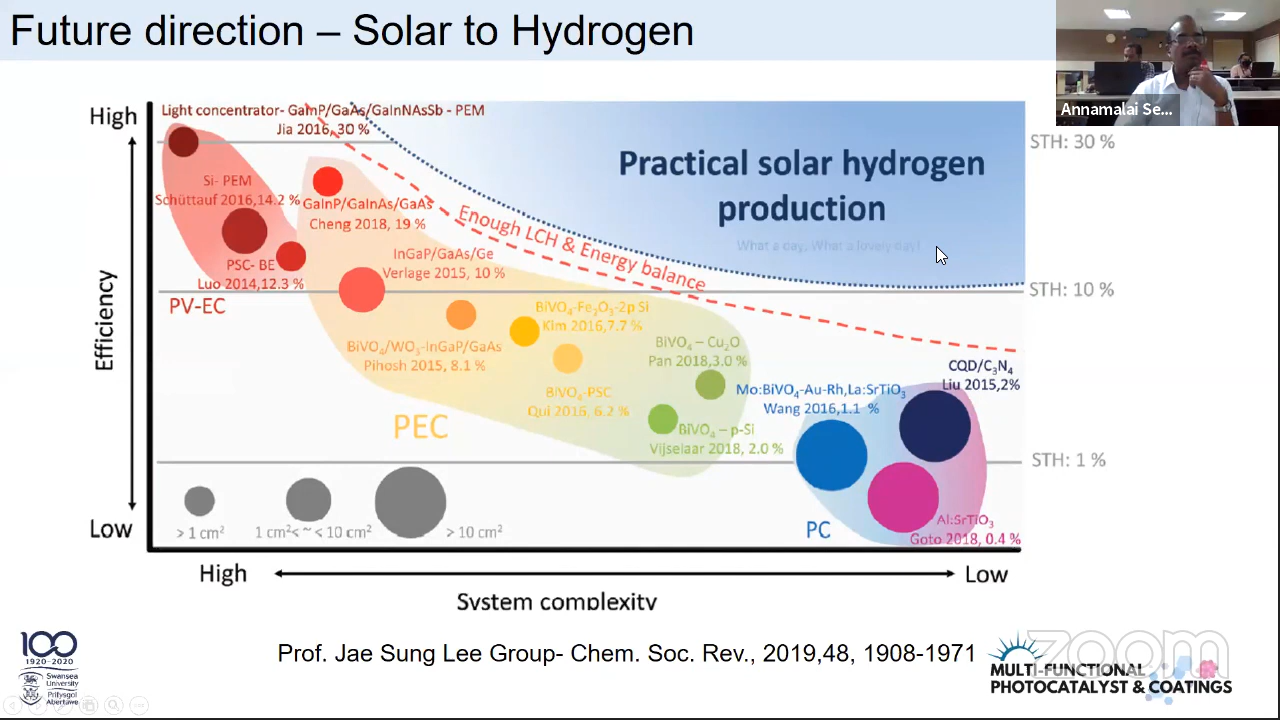 Future direction – Solar to Hydrogen
Annamalai Se...
High
Light concentrator- GaInP/GaAs/GaInNAsSb - PEM
Jia 2016, 30 %
STH: 30 %
Practical solar hydrogen
production
What a day. What a lovely day!
Si- PEM
Schüttauf 2016,14.2 %
GaInP/GaInAs/GaAs
Cheng 2018, 19 %
Enough LCH & Energy balance
PSC- BE
Luo 2014,12.3 %
InGaP/GaAs/Ge
Verlage 2015, 10 %
STH: 10 %
PV-EC
Efficiency
BiVO₄/WO₃-InGaP/GaAs
Pihosh 2015, 8.1 %
BiVO₄-Fe₂O₃-2p Si
KIm 2016,7.7 %
BiVO₄-PSC
Qui 2016, 6.2 %
BiVO₄ – Cu₂O
Pan 2018,3.0 %
BiVO₄ – p-Si
Vijselaar 2018, 2.0 %
PEC
Mo:BiVO₄-Au-Rh,La:SrTiO₃
Wang 2016,1.1 %
CQD/C₃N₄
Liu 2015,2%
STH: 1 %
PC
Al:SrTiO₃
Goto 2018, 0.4 %
> 1 cm²
1 cm²< ~ < 10 cm²
> 10 cm²
Low
High
Low
System complexity
Prof. Jae Sung Lee Group- Chem. Soc. Rev., 2019,48, 1908-1971
100
1920-2020
Swansea
University
Prifysgol
Abertawe
zoom
MULTI-FUNCTIONAL
PHOTOCATALYST & COATINGS